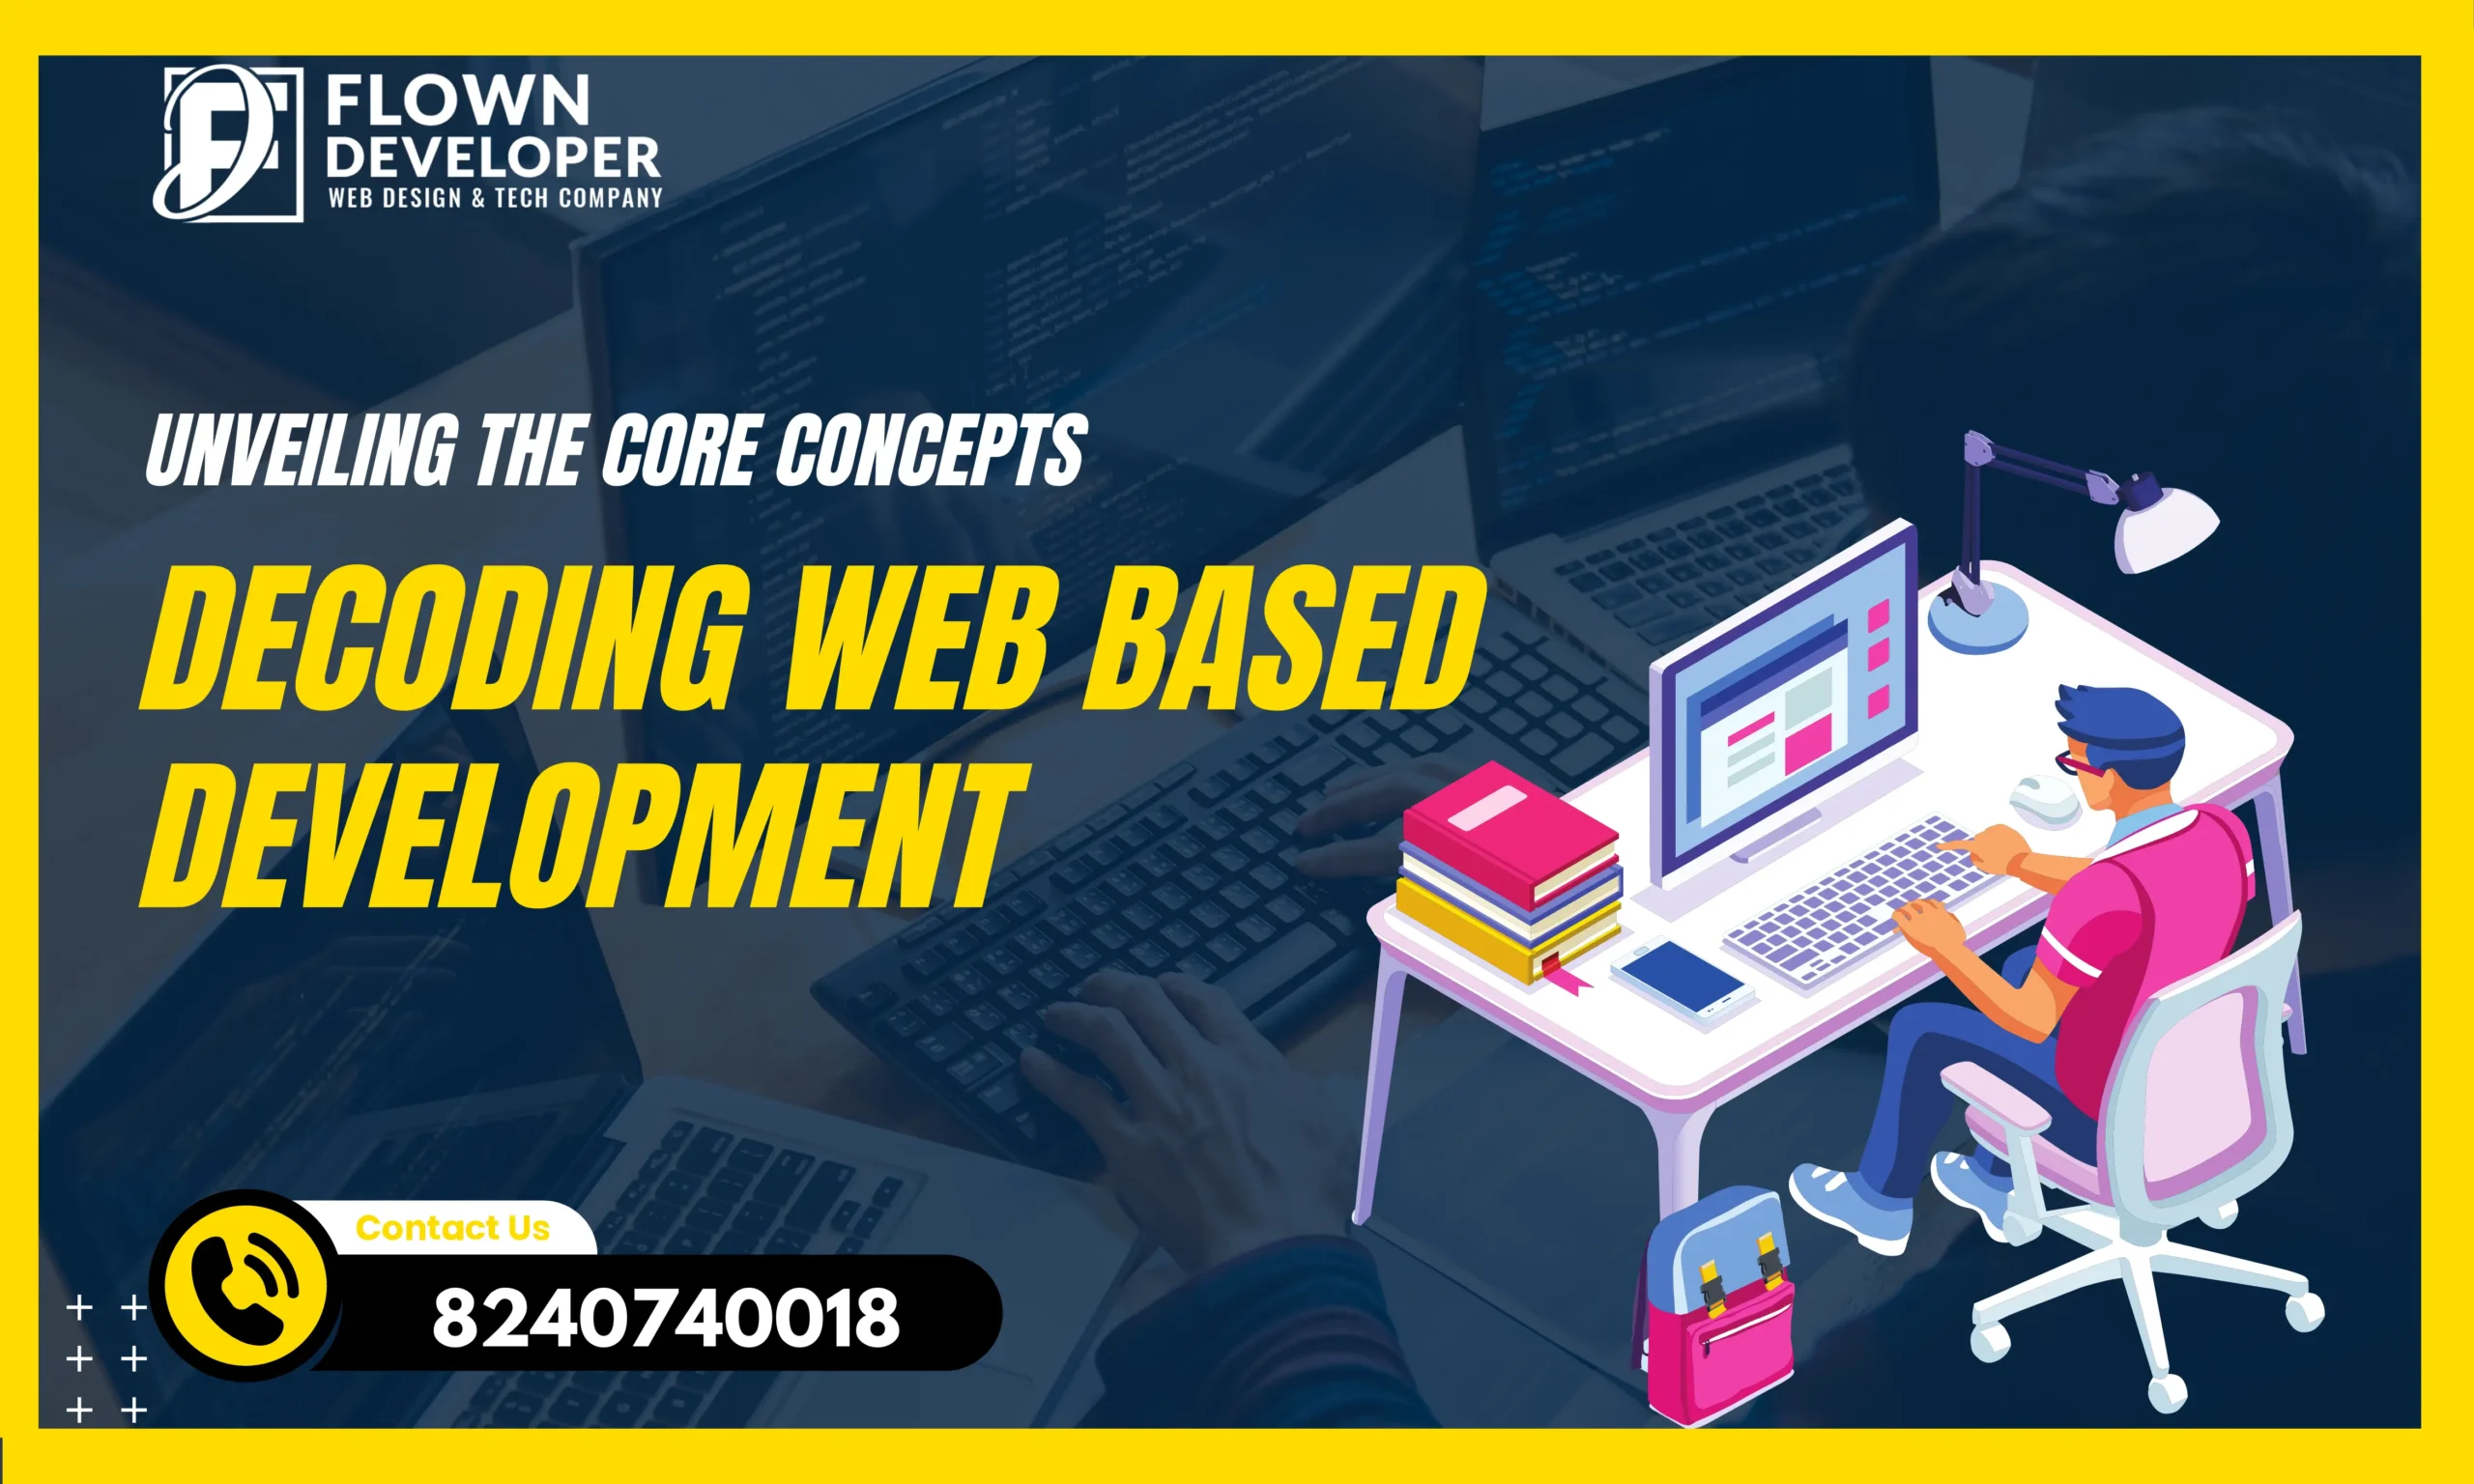 FLOWN
DEVELOPER
WEB DESIGN & TECH COMPANY
UNVEILING THE CORE CONCEPTS
DECODING WEB BASED
DEVELOPMENT
Contact Us
8240740018